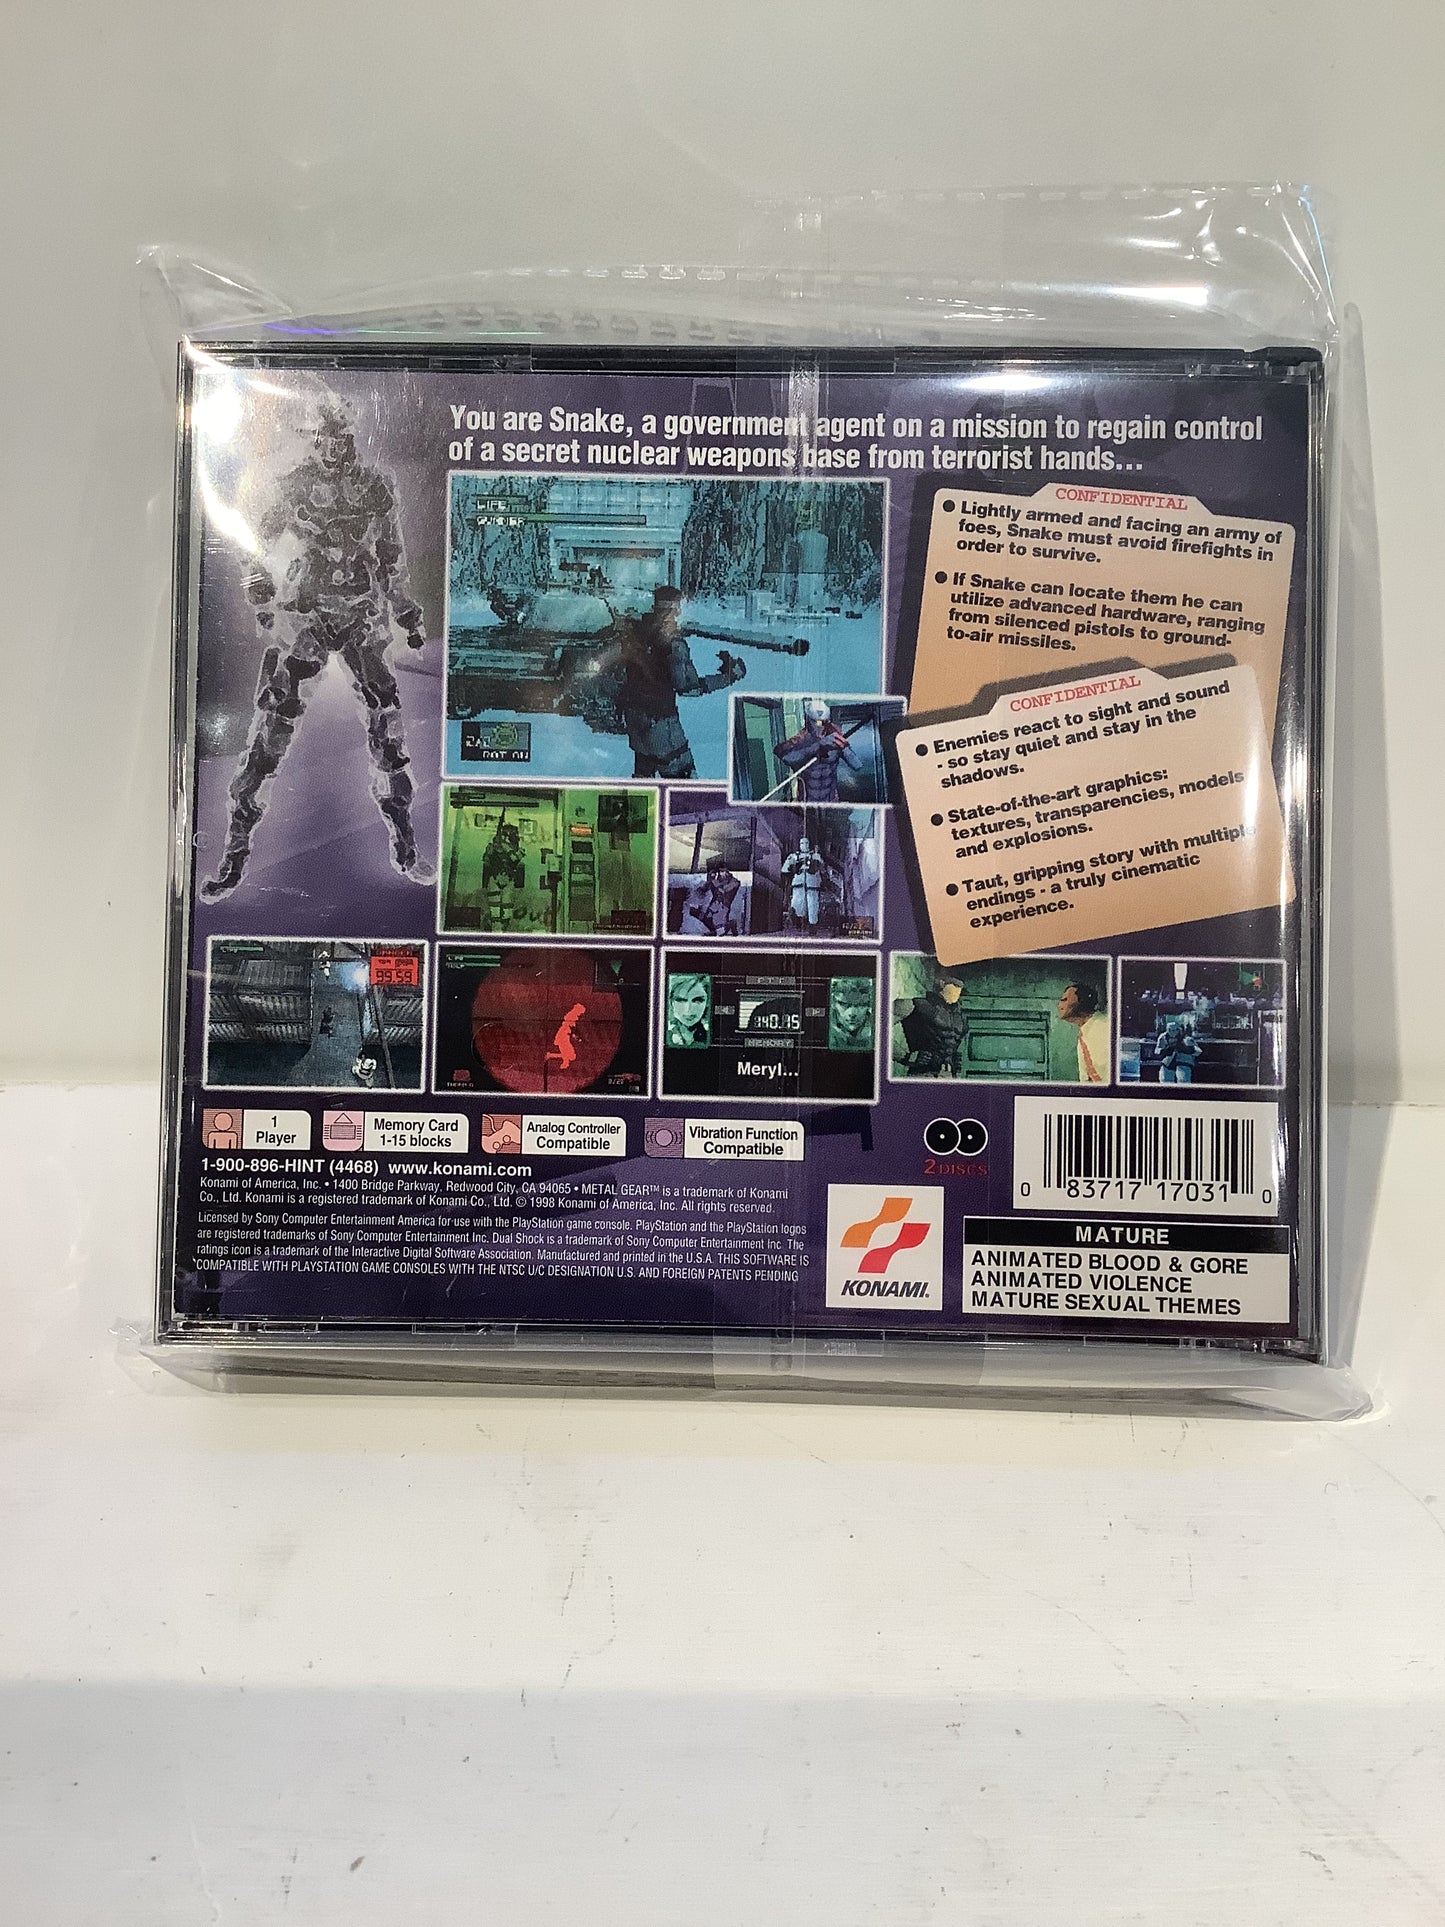 You are Snake, a government agent on a mission to regain control
of a secret nuclear weapons base from terrorist hands...
CONFIDENTIAL
● Lightly armed and facing an army of
foes, Snake must avoid firefights in
order to survive.
● If Snake can locate them he can
utilize advanced hardware, ranging
from silenced pistols to ground-
to-air missiles.
CONFIDENTIAL
● Enemies react to sight and sound
- so stay quiet and stay in the
shadows.
● State-of-the-art graphics:
textures, transparencies, models
and explosions.
● Taut, gripping story with multiple
endings - a truly cinematic
experience.
LIFE
99.59
140.15
MEMORY
Meryl...
1
Player
Memory Card
1-15 blocks
Analog Controller
Compatible
Vibration Function
Compatible
2 DISCS
0 83717 17031 0
1-900-896-HINT (4468) www.konami.com
Konami of America, Inc. • 1400 Bridge Parkway, Redwood City, CA 94065 • METAL GEAR™ is a trademark of Konami
Co., Ltd. Konami is a registered trademark of Konami Co., Ltd. © 1998 Konami of America, Inc. All rights reserved.
Licensed by Sony Computer Entertainment America for use with the PlayStation game console. PlayStation and the PlayStation logos
are registered trademarks of Sony Computer Entertainment Inc. Dual Shock is a trademark of Sony Computer Entertainment Inc. The
ratings icon is a trademark of the Interactive Digital Software Association. Manufactured and printed in the U.S.A. THIS SOFTWARE IS
COMPATIBLE WITH PLAYSTATION GAME CONSOLES WITH THE NTSC U/C DESIGNATION U.S. AND FOREIGN PATENTS PENDING
KONAMI
MATURE
ANIMATED BLOOD & GORE
ANIMATED VIOLENCE
MATURE SEXUAL THEMES